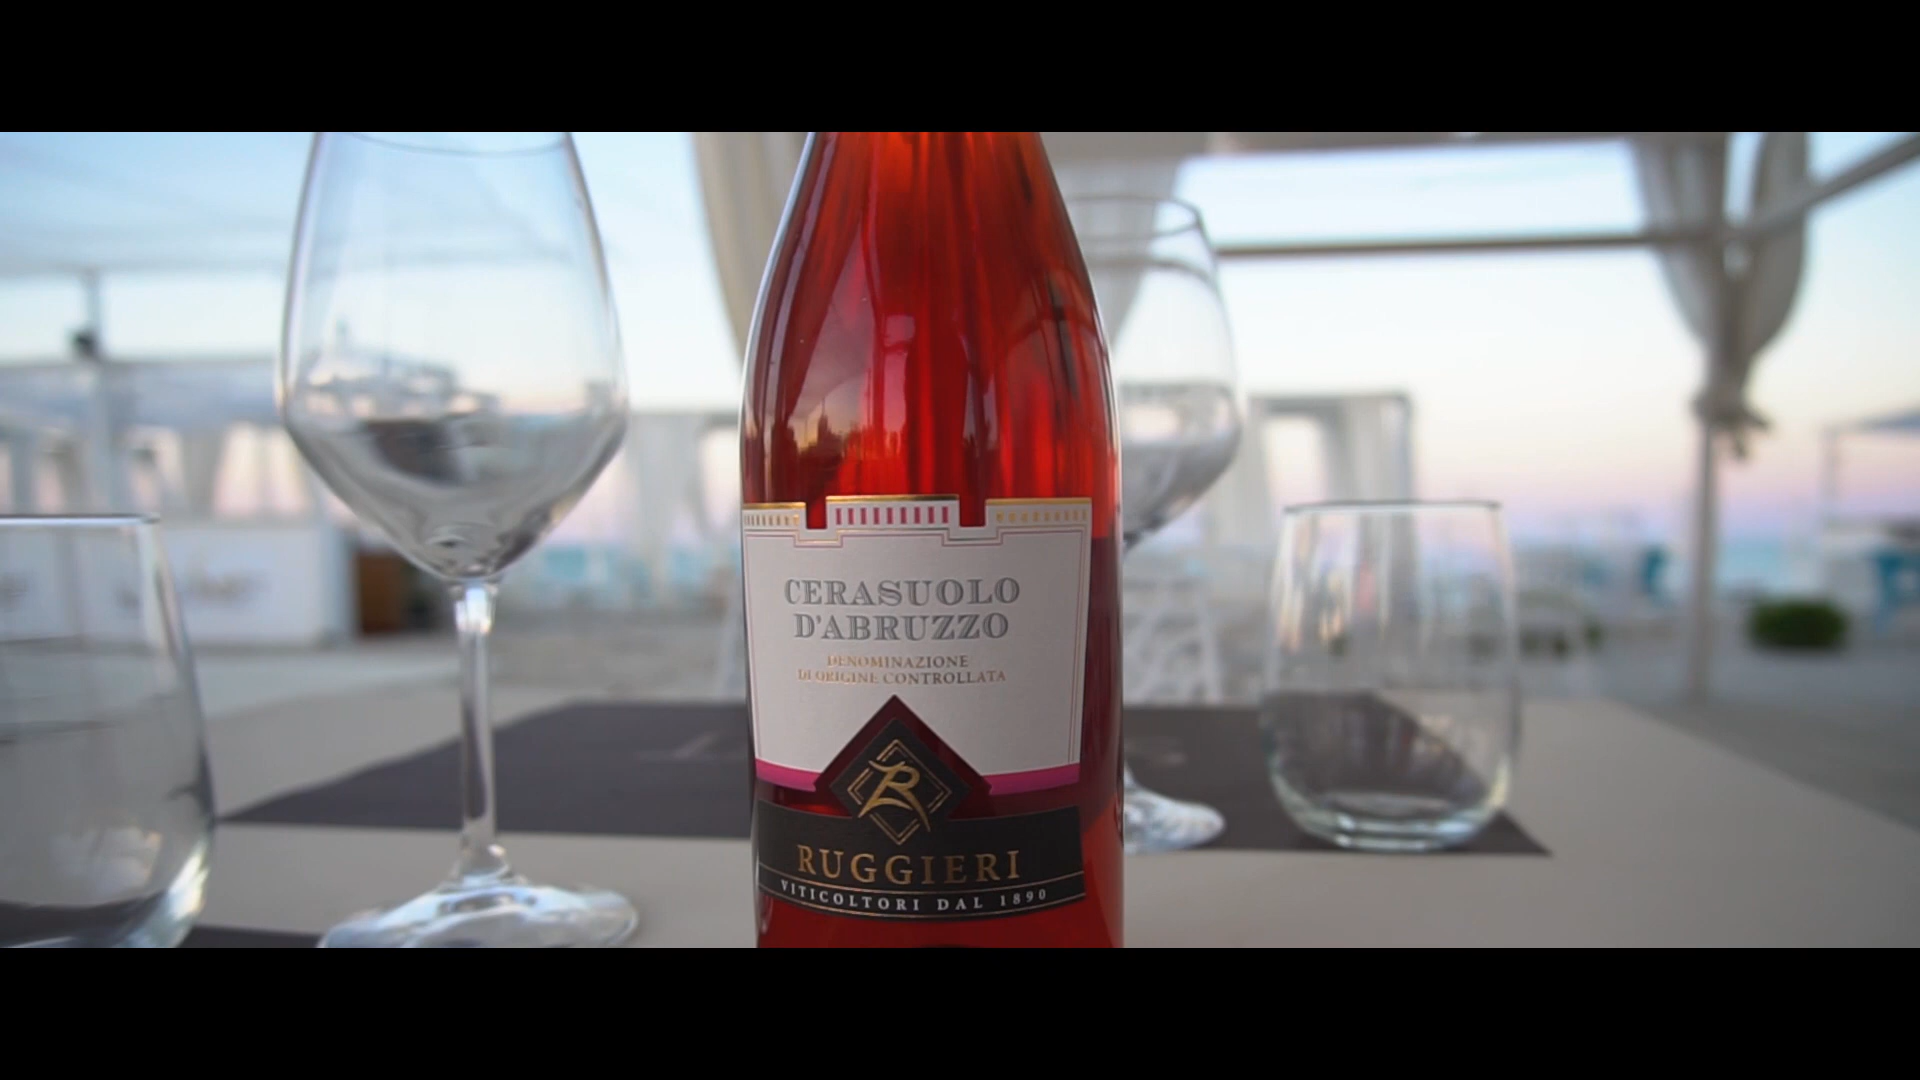 CERASUOLO
D'ABRUZZO
DENOMINAZIONE
DI ORIGINE CONTROLLATA
R
RUGGIERI
VITICOLTORI DAL 1890